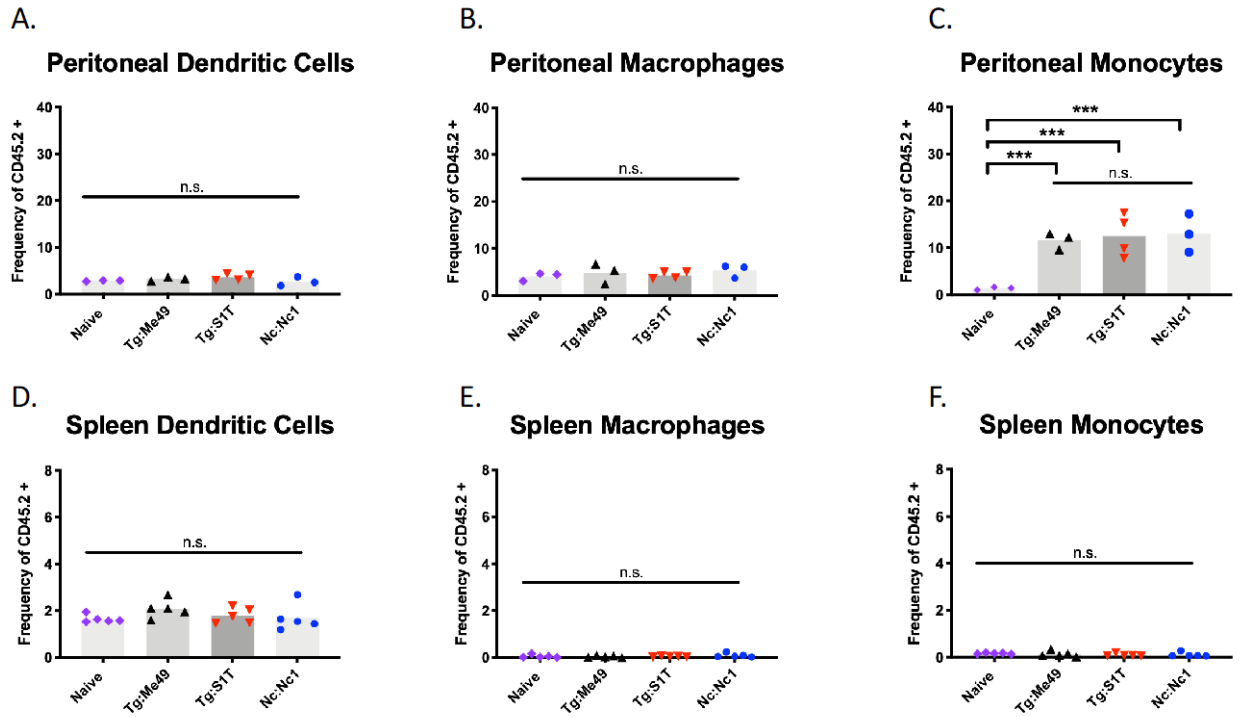 A.
Peritoneal Dendritic Cells
Frequency of CD45.2 +
40
30
20
10
0
n.s.
Naive
Tg:Me49
Tg:S1T
Nc:Nc1
B.
Peritoneal Macrophages
Frequency of CD45.2 +
40
30
20
10
0
n.s.
Naive
Tg:Me49
Tg:S1T
Nc:Nc1
C.
Peritoneal Monocytes
Frequency of CD45.2 +
40
30
20
10
0
***
***
***
n.s.
Naive
Tg:Me49
Tg:S1T
Nc:Nc1
D.
Spleen Dendritic Cells
Frequency of CD45.2 +
8
6
4
2
0
n.s.
Naive
Tg:Me49
Tg:S1T
Nc:Nc1
E.
Spleen Macrophages
Frequency of CD45.2 +
8
6
4
2
0
n.s.
Naive
Tg:Me49
Tg:S1T
Nc:Nc1
F.
Spleen Monocytes
Frequency of CD45.2 +
8
6
4
2
0
n.s.
Naive
Tg:Me49
Tg:S1T
Nc:Nc1